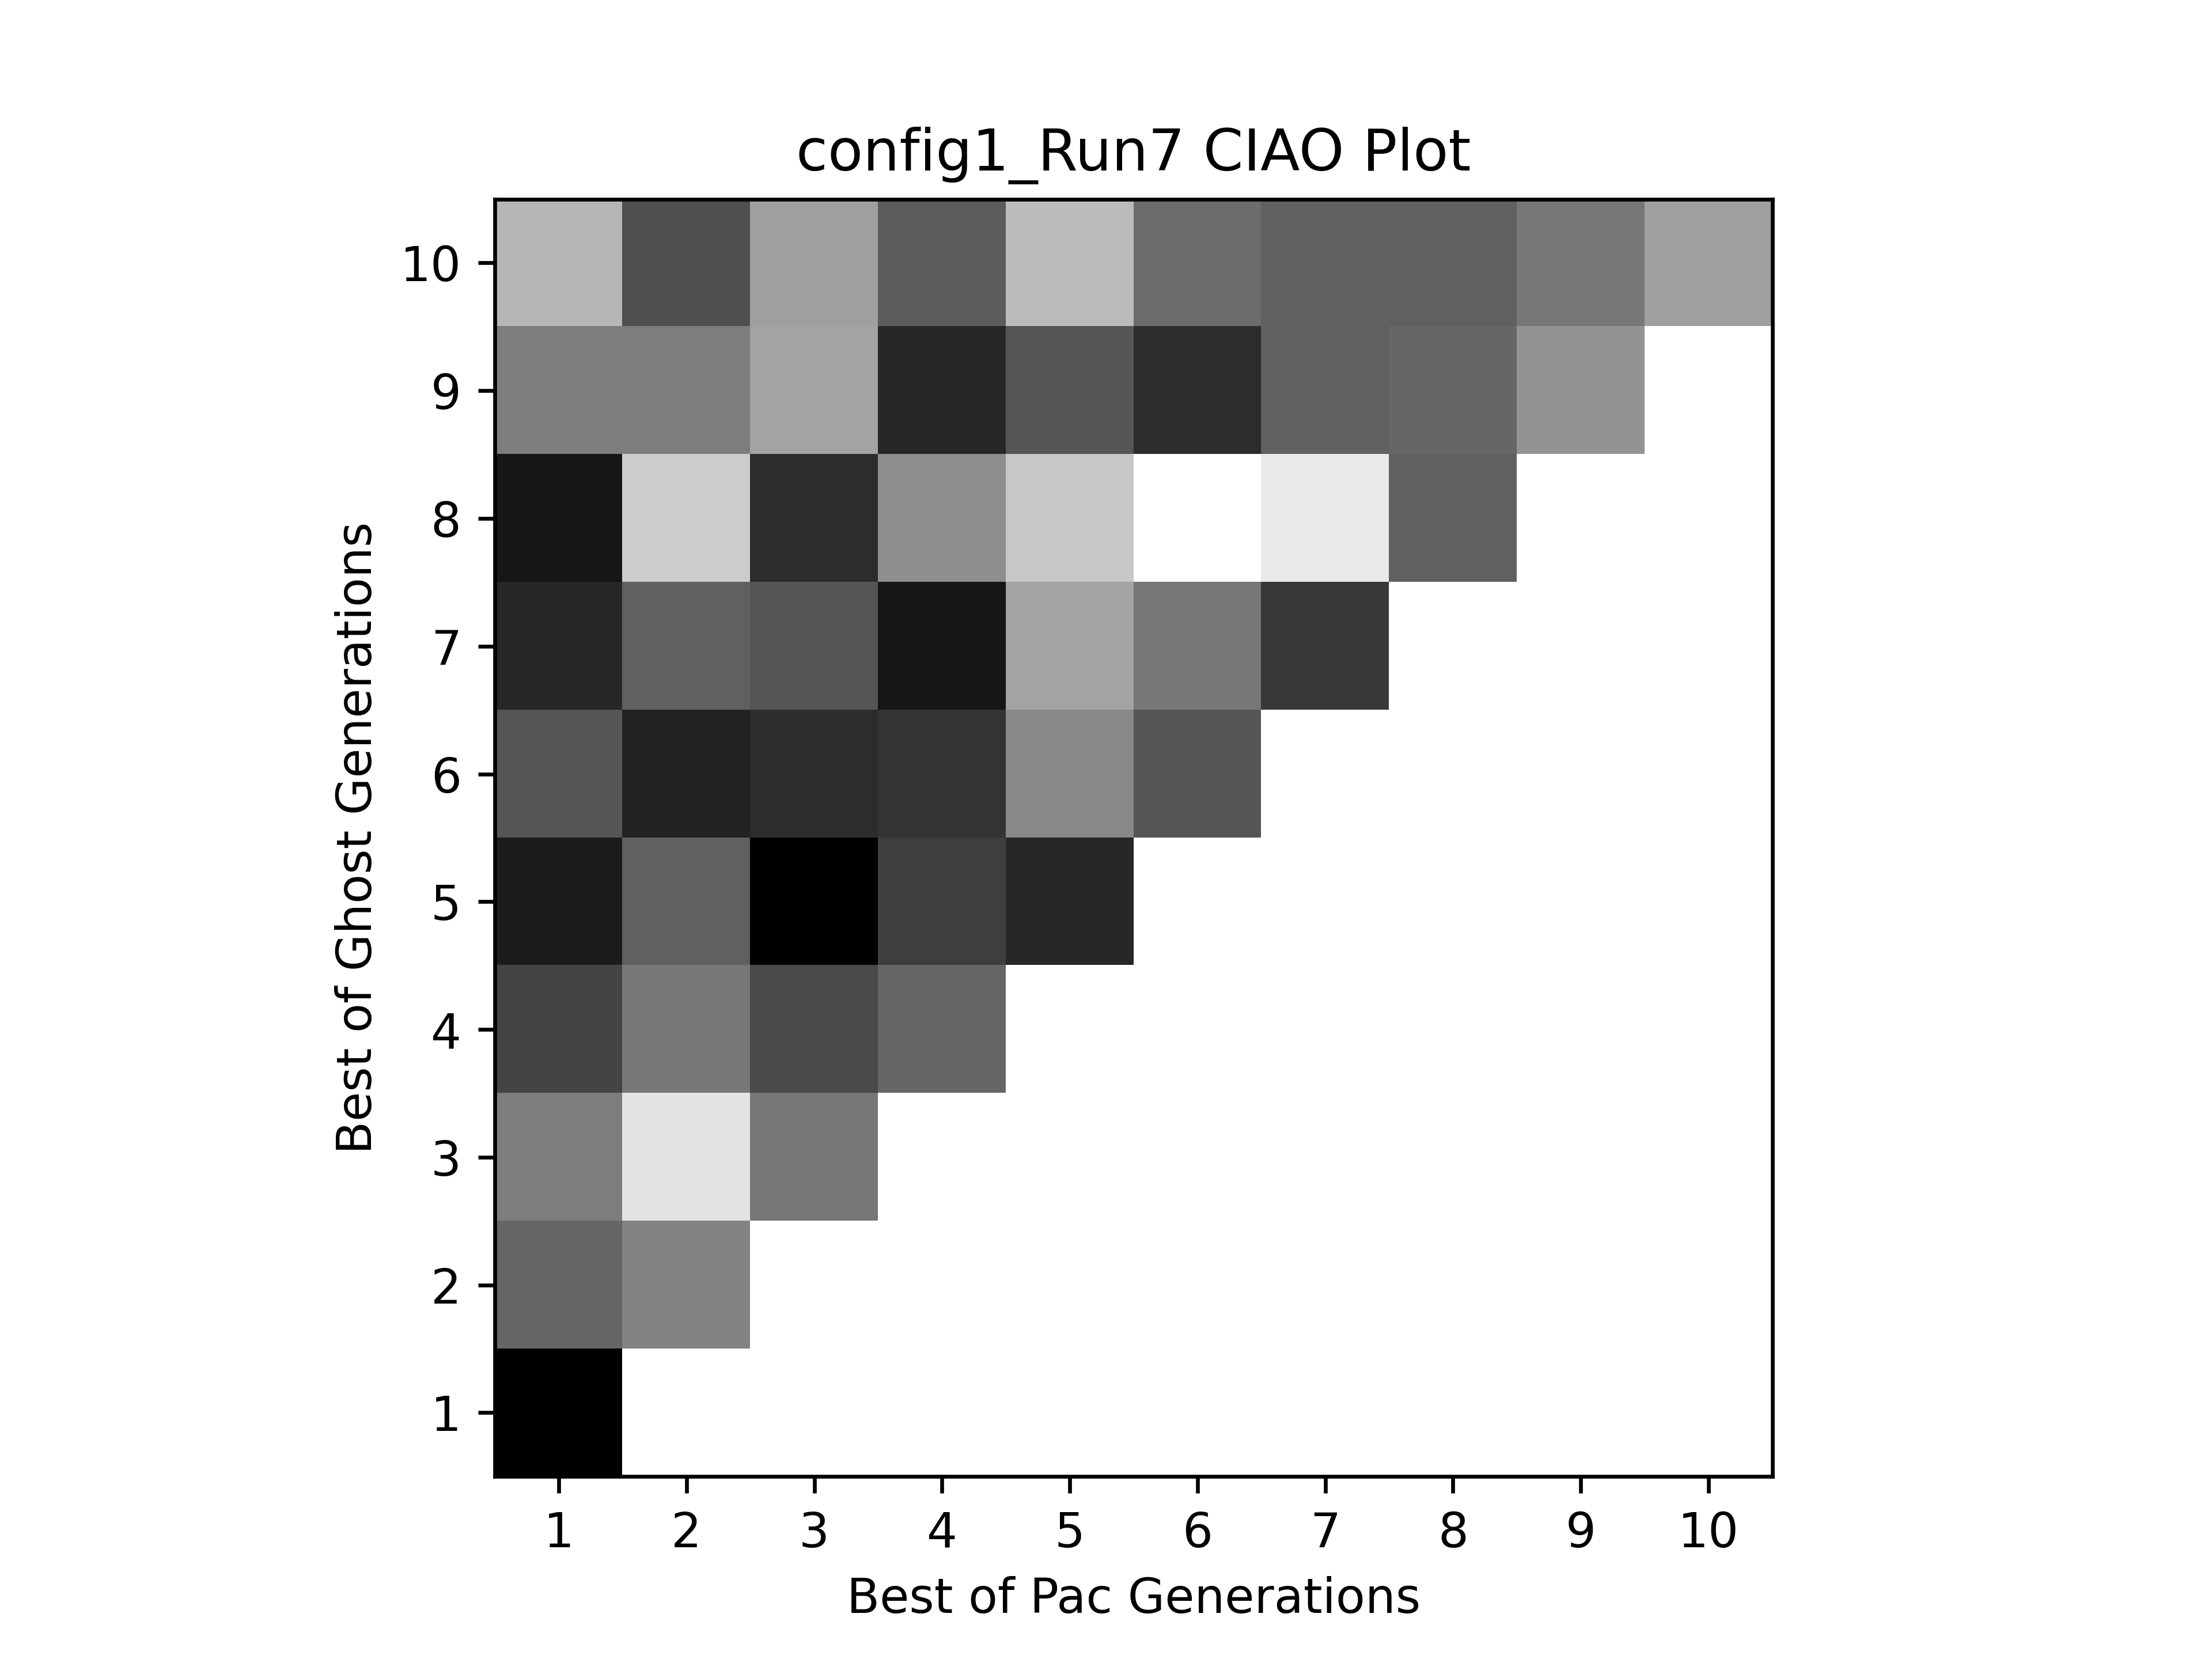 config1_Run7 CIAO Plot
Best of Ghost Generations
10
9
8
7
6
5
4
3
2
1
1 2 3 4 5 6 7 8 9 10
Best of Pac Generations